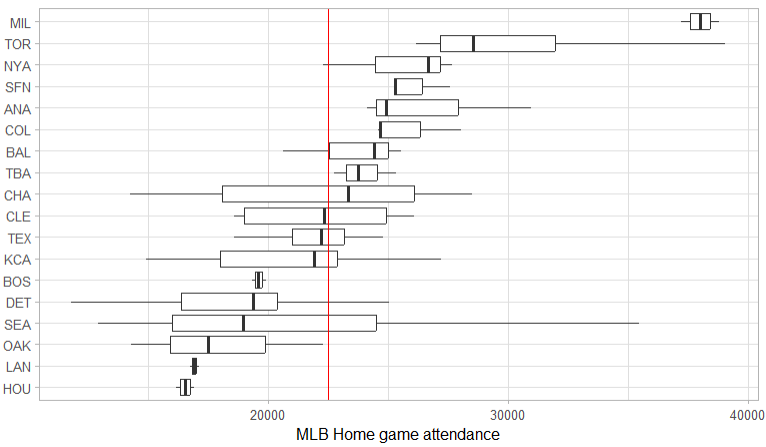 MIL
TOR
NYA
SFN
ANA
COL
BAL
TBA
CHA
CLE
TEX
KCA
BOS
DET
SEA
OAK
LAN
HOU
20000 30000 40000
MLB Home game attendance